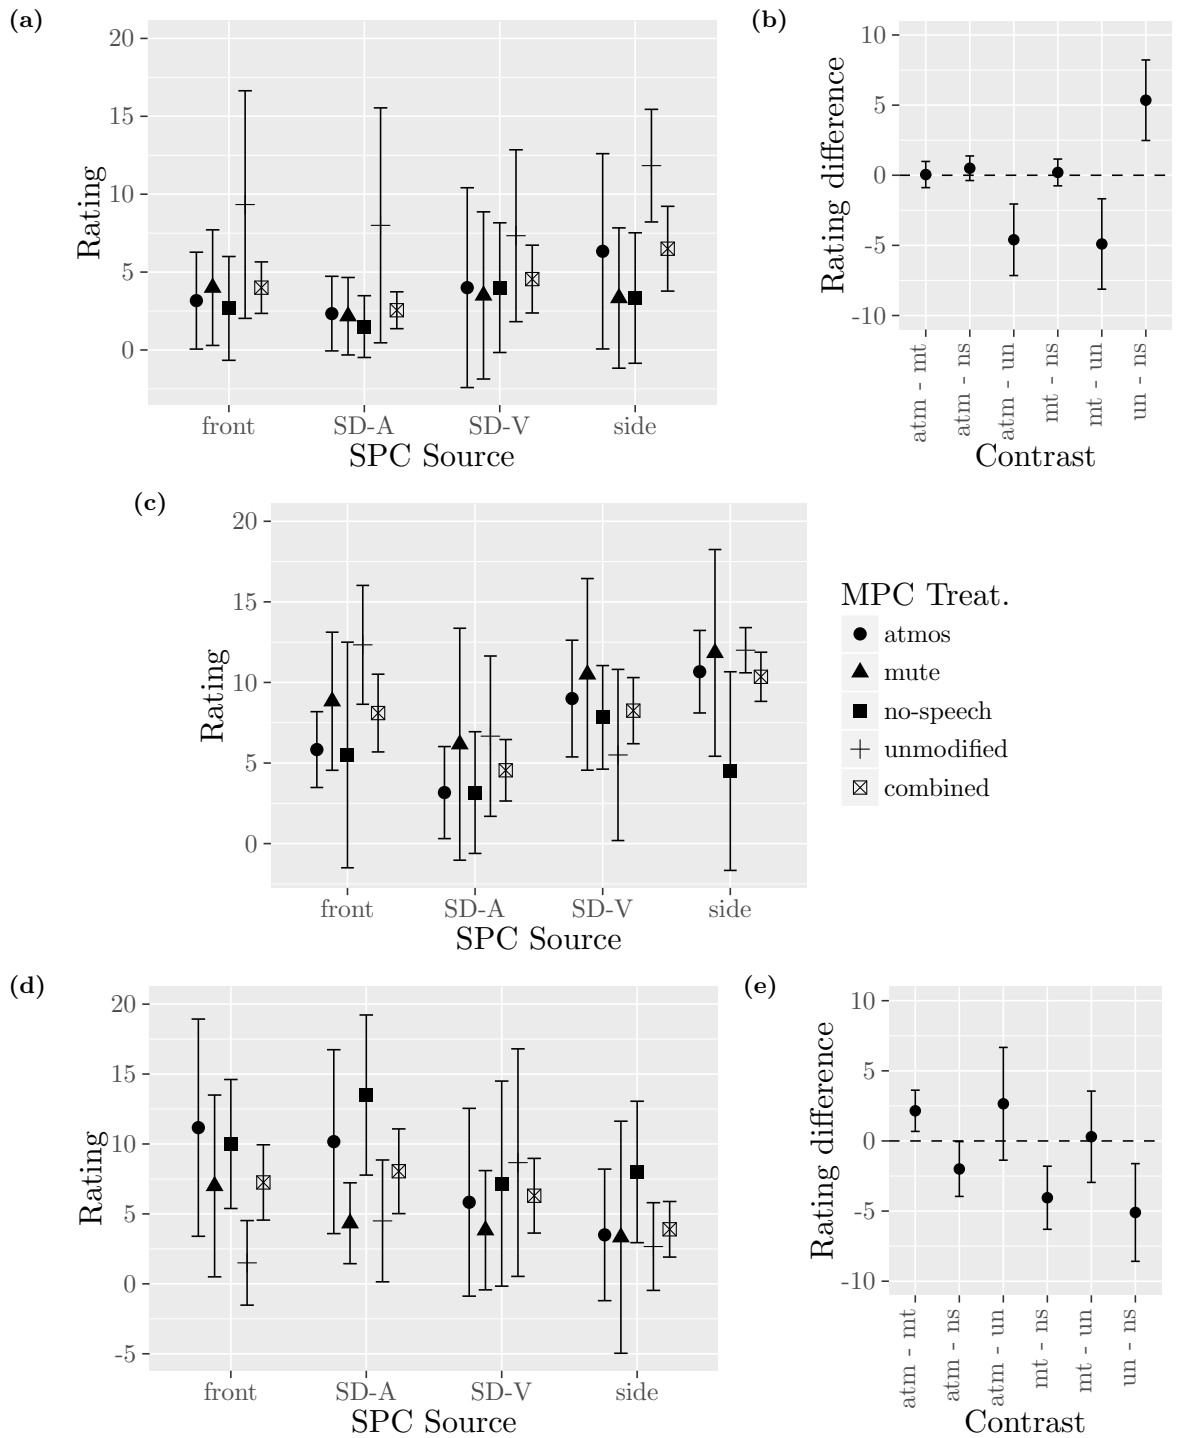 (a)
20
15
10
5
0
Rating
front SD-A SD-V side
SPC Source
(b)
10
5
0
-5
-10
Rating difference
atm - mt
atm - ns
atm - un
mt - ns
mt - un
un - ns
Contrast
(c)
20
15
10
5
0
Rating
front SD-A SD-V side
SPC Source
MPC Treat.
atmos
mute
no-speech
unmodified
combined
(d)
20
15
10
5
0
-5
Rating
front SD-A SD-V side
SPC Source
(e)
10
5
0
-5
-10
Rating difference
atm - mt
atm - ns
atm - un
mt - ns
mt - un
un - ns
Contrast